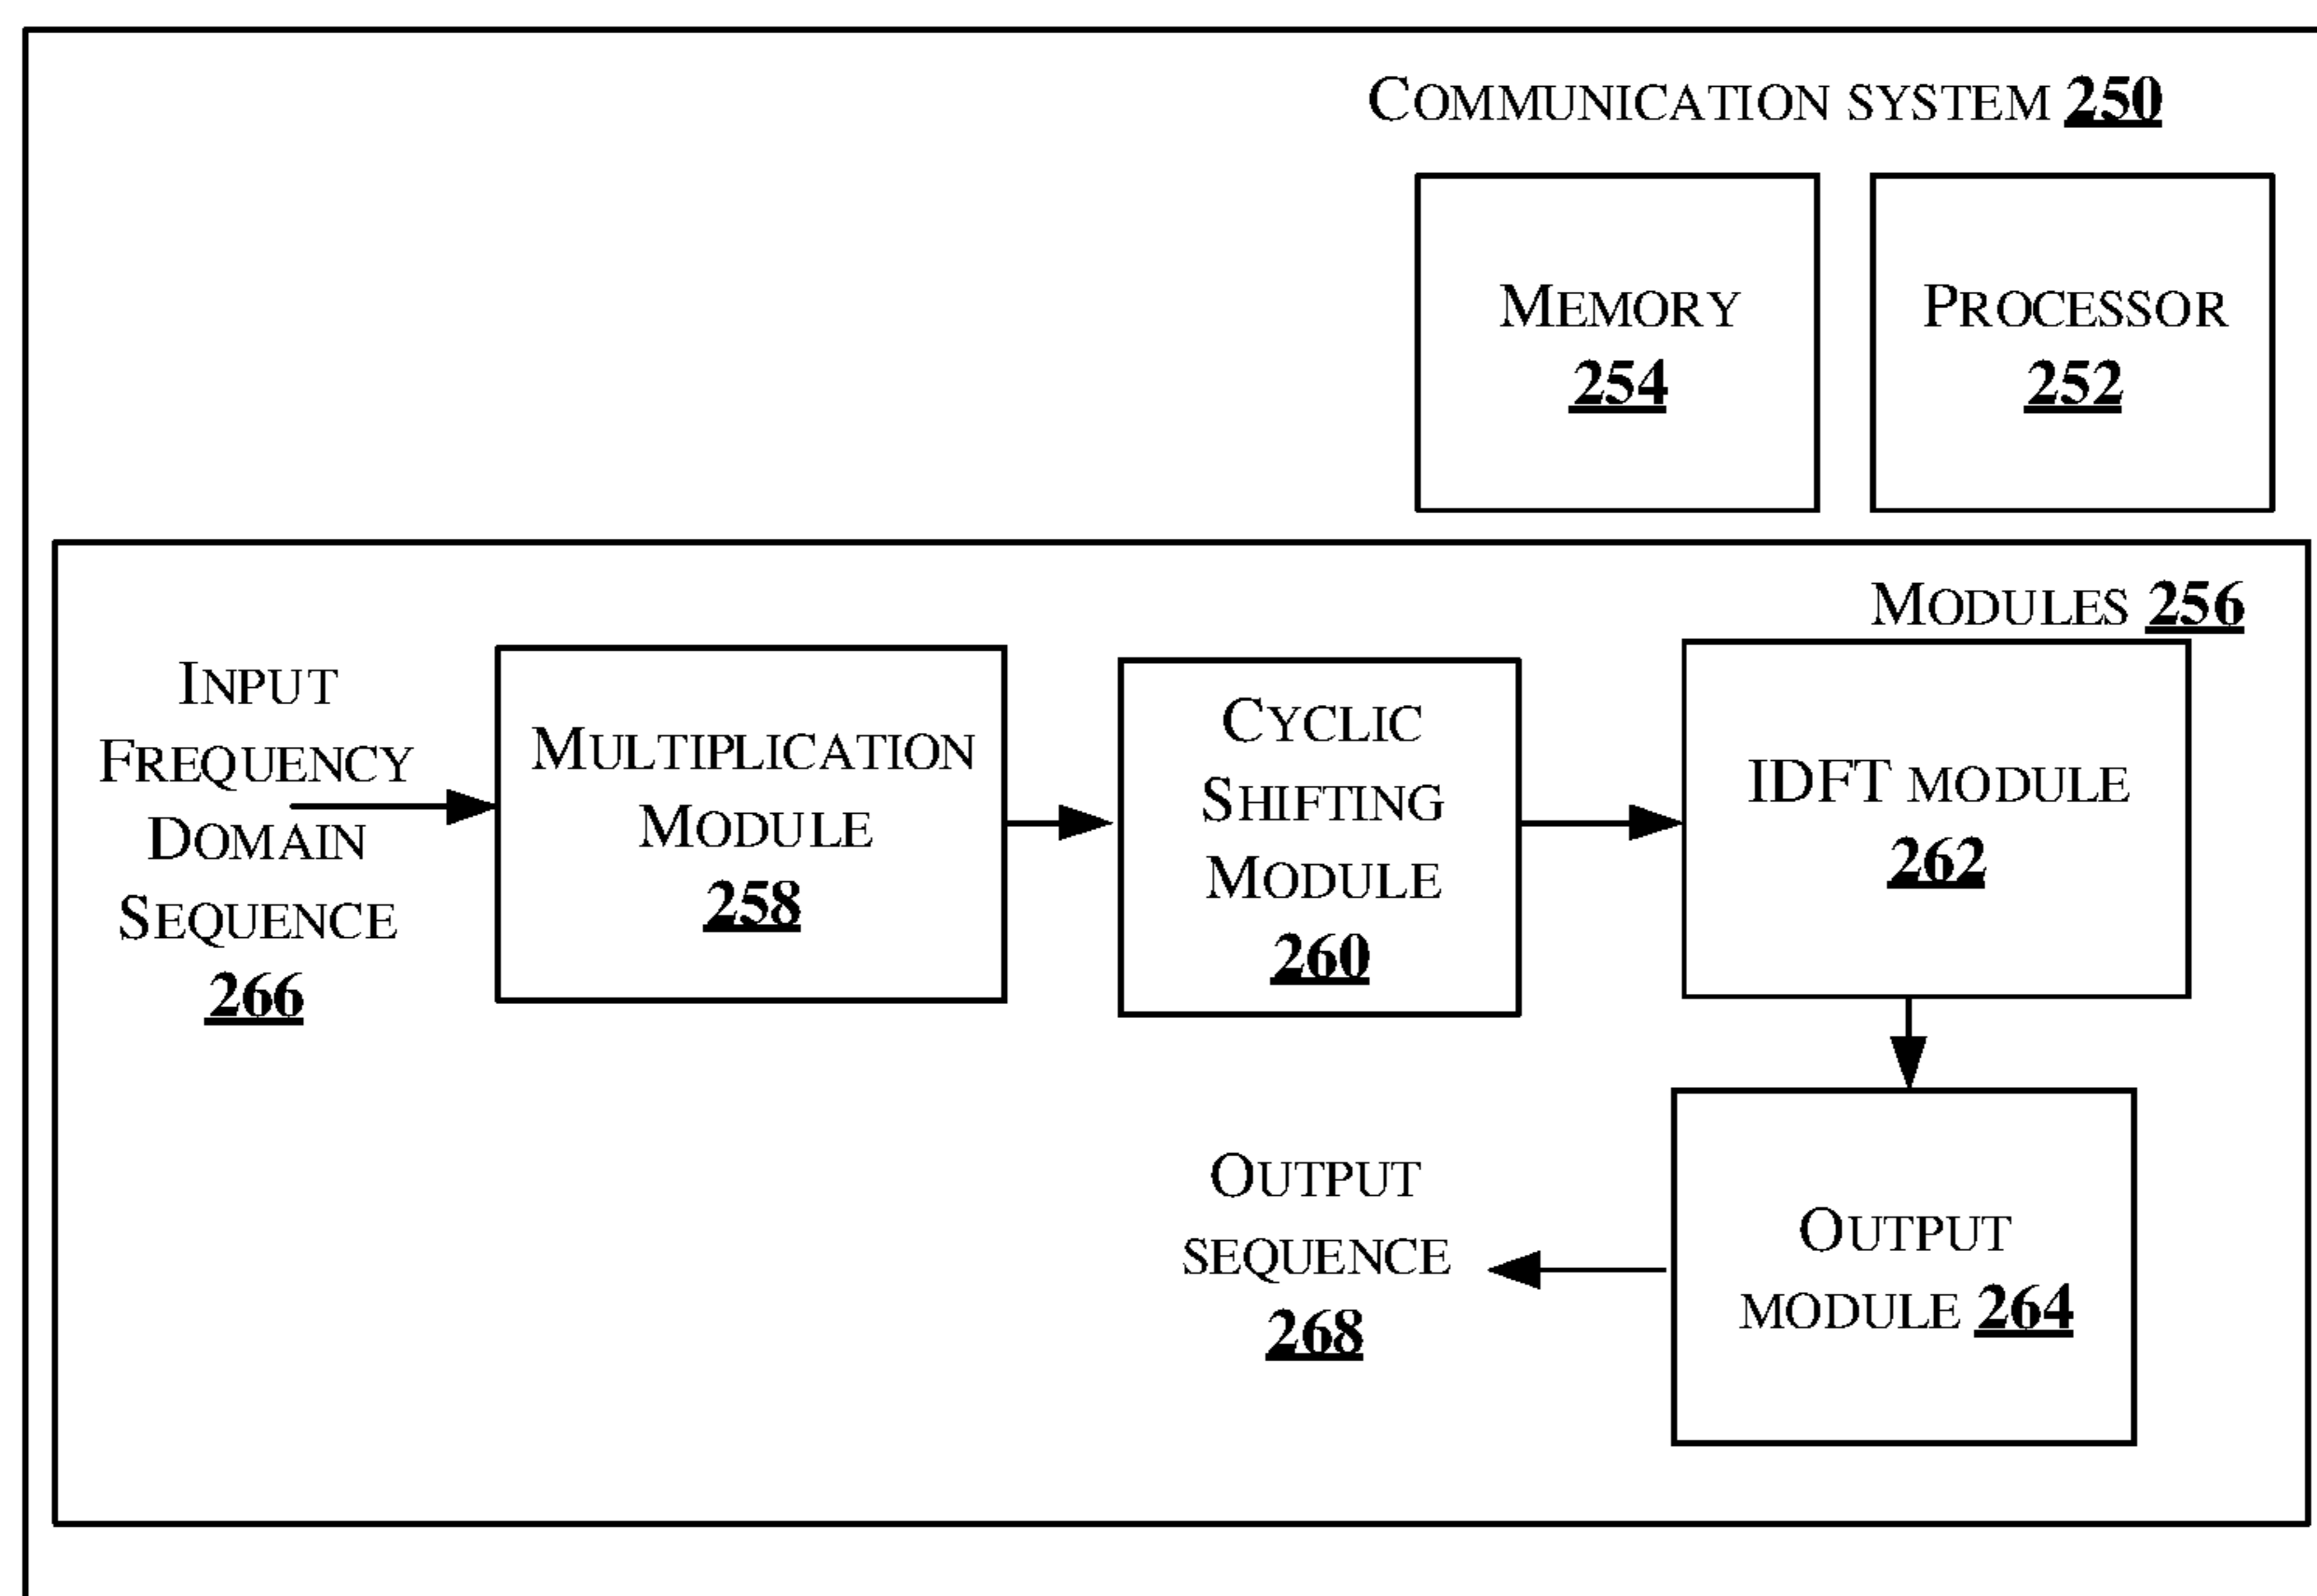 COMMUNICATION SYSTEM 250
MEMORY
254
PROCESSOR
252
MODULES 256
INPUT
FREQUENCY
DOMAIN
SEQUENCE
266
MULTIPLICATION
MODULE
258
CYCLIC
SHIFTING
MODULE
260
IDFT MODULE
262
OUTPUT
SEQUENCE
268
OUTPUT
MODULE 264